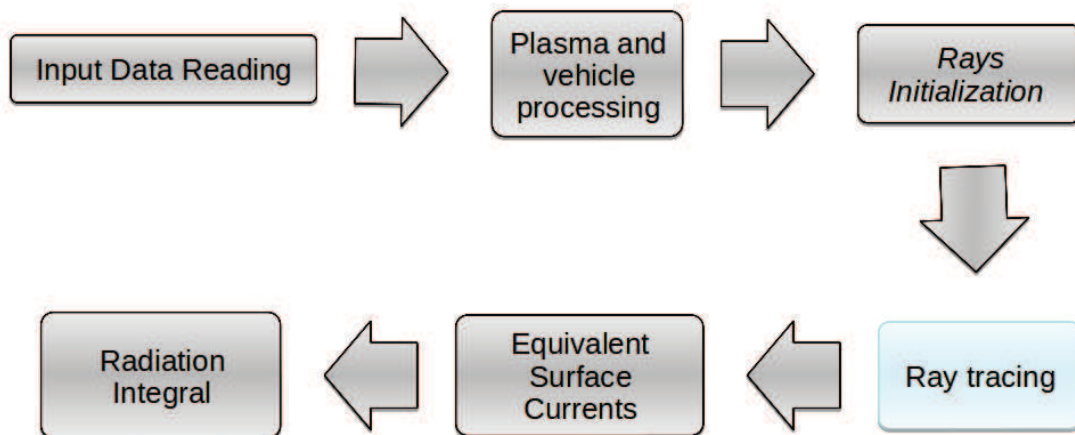 Input Data Reading
Plasma and
vehicle
processing
Rays
Initialization
Ray tracing
Equivalent
Surface
Currents
Radiation
Integral